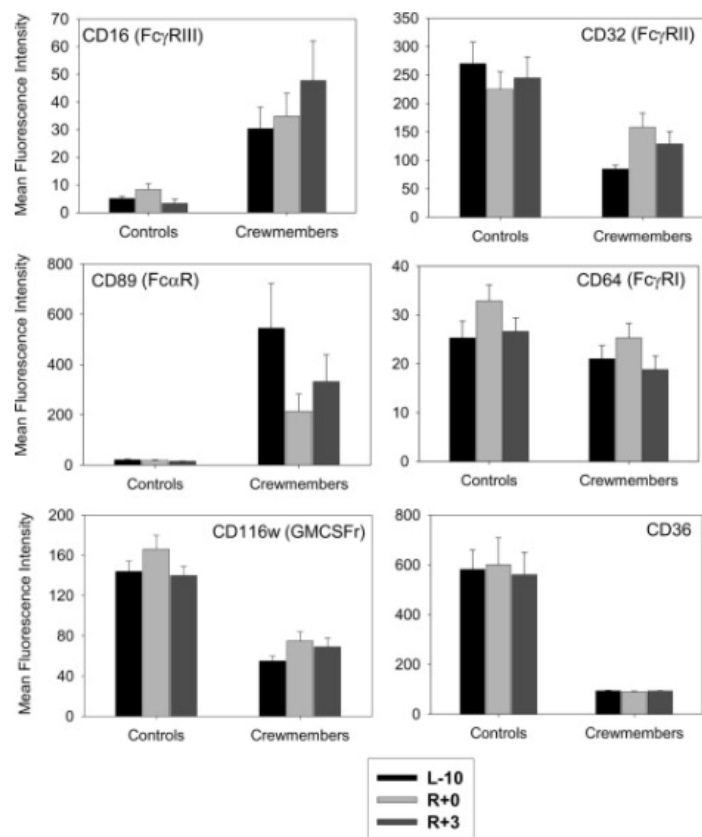 CD16 (FcγRIII)
Mean Fluorescence Intensity
70
60
50
40
30
20
10
0
Controls Crewmembers
CD32 (FcγRII)
350
300
250
200
150
100
50
0
Controls Crewmembers
CD89 (FcαR)
Mean Fluorescence Intensity
800
600
400
200
0
Controls Crewmembers
CD64 (FcγRI)
40
30
20
10
0
Controls Crewmembers
CD116w (GMCSFr)
Mean Fluorescence Intensity
200
160
120
80
40
0
Controls Crewmembers
CD36
800
600
400
200
0
Controls Crewmembers
L-10
R+0
R+3